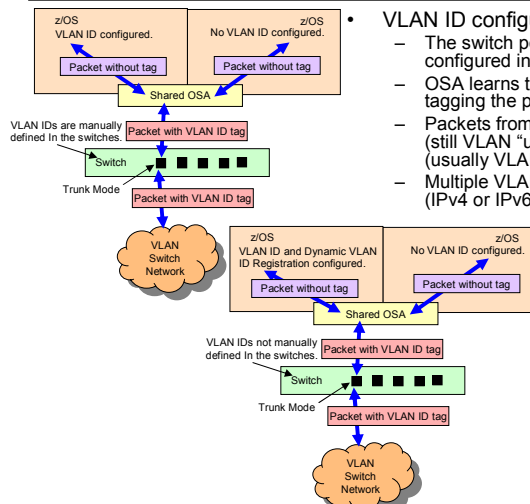 z/OS
VLAN ID configured.
z/OS
No VLAN ID configured.
Packet without tag
Packet without tag
Shared OSA
VLAN IDs are manually
defined In the switches.
Packet with VLAN ID tag
Switch
Trunk Mode
Packet with VLAN ID tag
VLAN
Switch
Network
• VLAN ID config
– The switch p
configured in
– OSA learns t
tagging the p
– Packets from
(still VLAN "u
(usually VLA
– Multiple VLA
(IPv4 or IPv6
z/OS
VLAN ID and Dynamic VLAN
ID Registration configured.
z/OS
No VLAN ID configured.
Packet without tag
Packet without tag
Shared OSA
VLAN IDs not manually
defined In the switches.
Packet with VLAN ID tag
Switch
Trunk Mode
Packet with VLAN ID tag
VLAN
Switch
Network